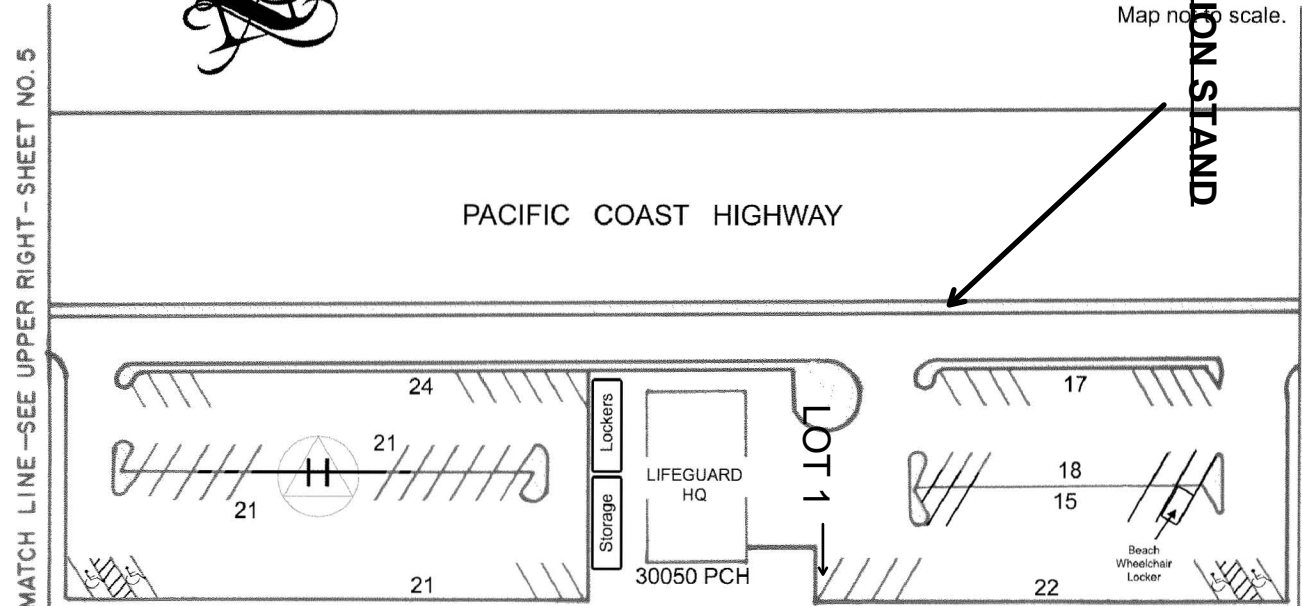 Map not to scale.
ION STAND
MATCH LINE-SEE UPPER RIGHT-SHEET NO. 5
PACIFIC COAST HIGHWAY
24
17
Lockers
LOT 1
21
LIFEGUARD
HQ
18
15
21
Storage
Beach
Wheelchair
Locker
30050 PCH
21
22
H